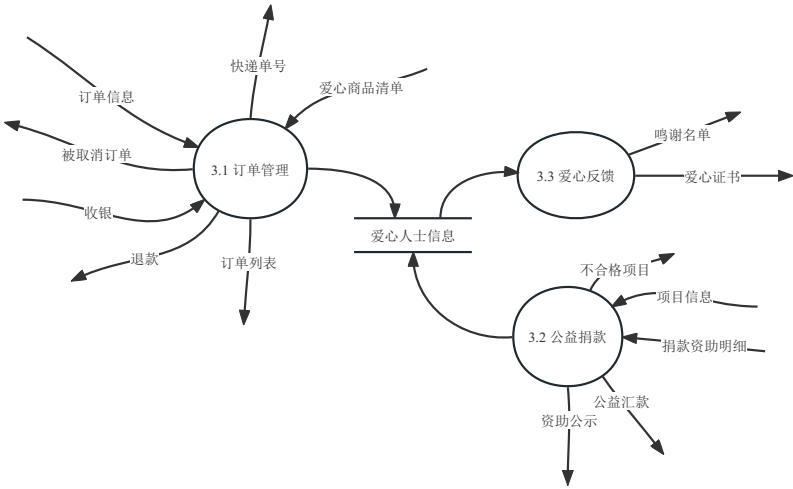 快递单号
爱心商品清单
订单信息
被取消订单
3.1 订单管理
收银
退款
订单列表
爱心人士信息
鸣谢名单
3.3 爱心反馈
爱心证书
不合格项目
项目信息
3.2 公益捐款
捐款资助明细
公益汇款
资助公示